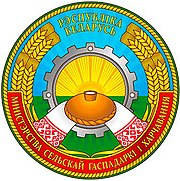 РЭСПУБЛІКА
БЕЛАРУСЬ
МІНІСТЭРСТВА СЕЛЬСКАЙ ГАСПАДАРКІ І ХАРЧАВАННЯ